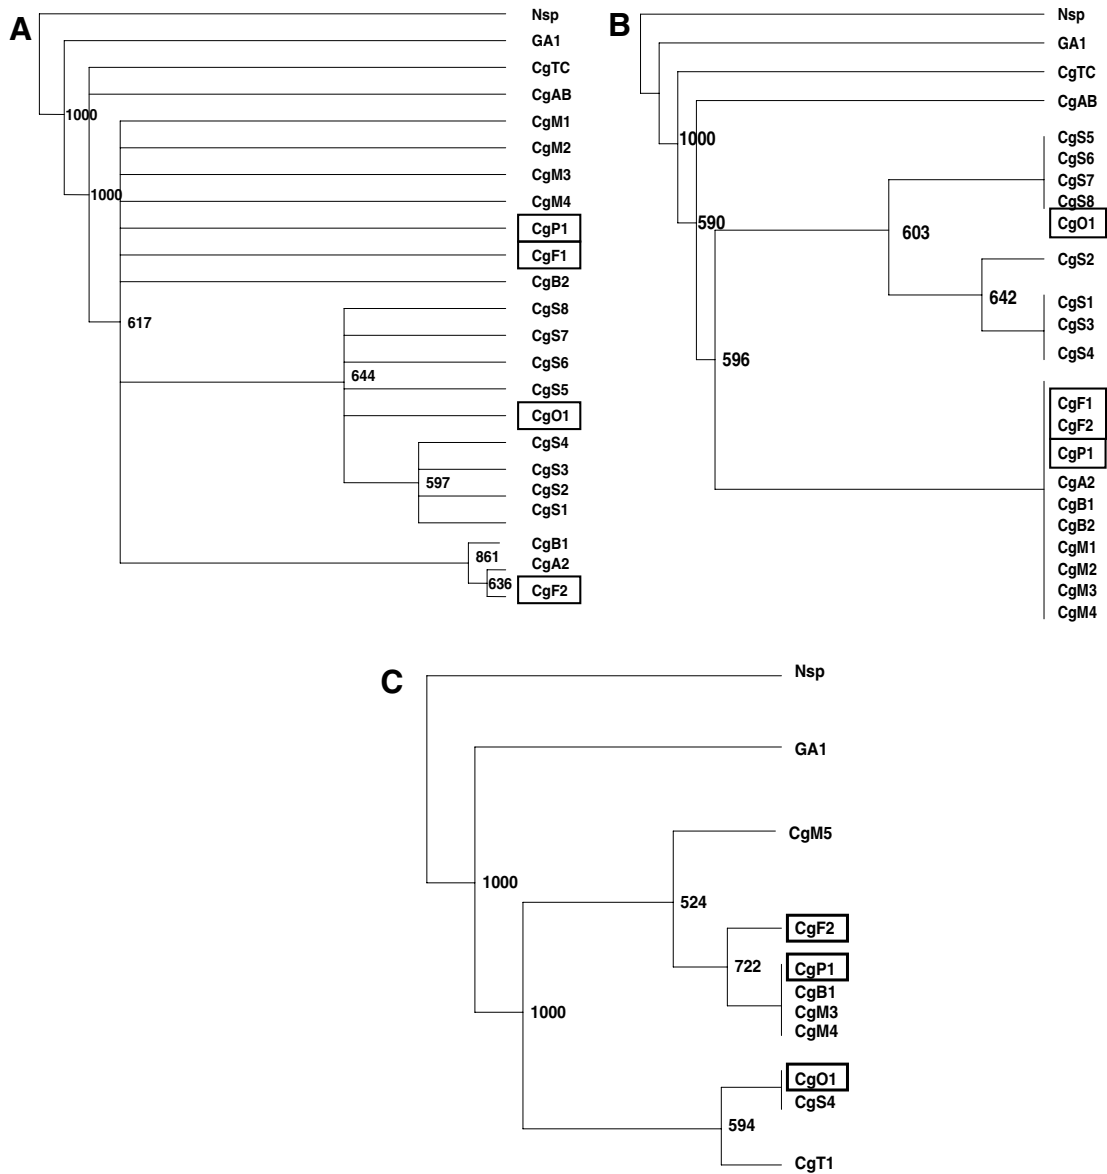 A
Nsp
GA1
CgTC
CgAB
1000
CgM1
CgM2
CgM3
1000
CgM4
CgP1
CgF1
CgB2
CgS8
617
CgS7
CgS6
644
CgS5
CgO1
CgS4
CgS3
597
CgS2
CgS1
CgB1
861
CgA2
636
CgF2
B
Nsp
GA1
CgTC
CgAB
1000
CgS5
CgS6
CgS7
CgS8
590
CgO1
603
CgS2
642
CgS1
CgS3
CgS4
596
CgF1
CgF2
CgP1
CgA2
CgB1
CgB2
CgM1
CgM2
CgM3
CgM4
C
Nsp
GA1
CgM5
1000
524
CgF2
722
CgP1
CgB1
CgM3
CgM4
1000
CgO1
CgS4
594
CgT1